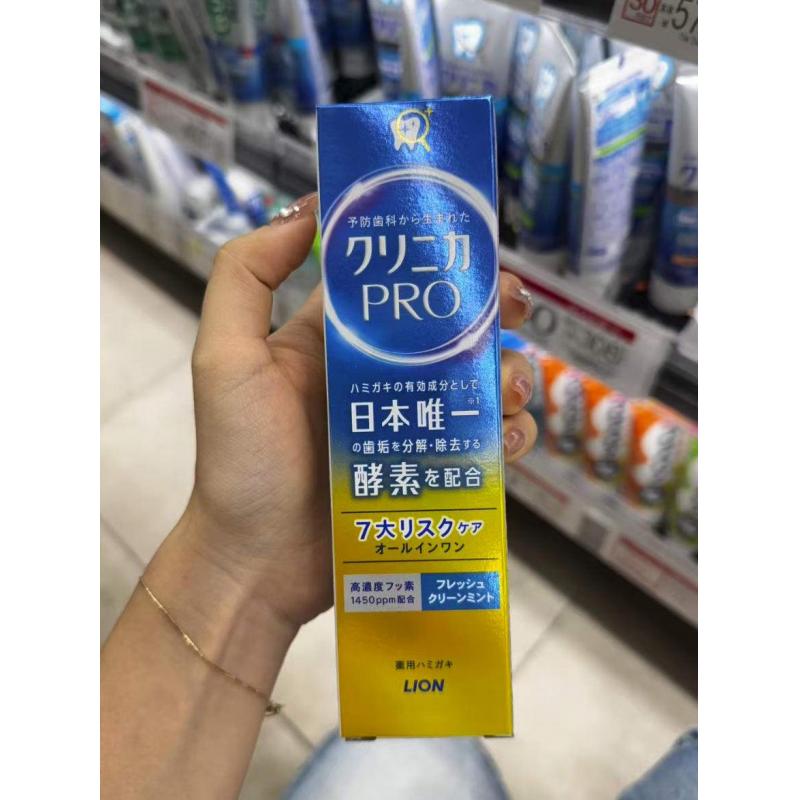 予防歯科から生まれた
クリニカ
PRO
ハミガキの有効成分として
日本唯一※1
の歯垢を分解・除去する
酵素を配合
7大リスクケア
オールインワン
高濃度フッ素
1450ppm配合
フレッシュ
クリーンミント
薬用ハミガキ
LION